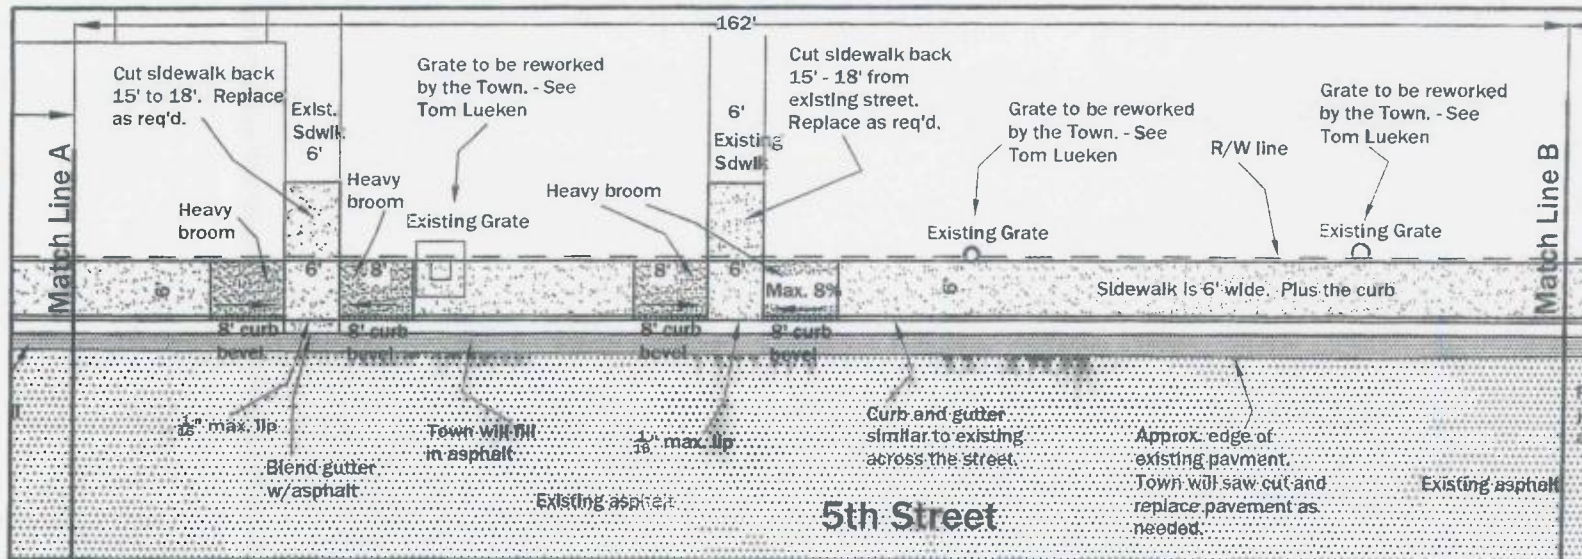 162'
Cut sidewalk back
15' to 18'. Replace
as req'd.
Exist.
Sdwlk
6'
Grate to be reworked
by the Town. - See
Tom Lueken
6'
Existing
Sdwlk
Cut sidewalk back
15' - 18' from
existing street.
Replace as req'd.
Grate to be reworked
by the Town. - See
Tom Lueken
R/W line
Grate to be reworked
by the Town. - See
Tom Lueken
Match Line A
Heavy
broom
Heavy
broom
Existing Grate
Heavy broom
Existing Grate
Existing Grate
Match Line B
6'
6'
8'
8'
6'
Max. 8%
6'
Sidewalk is 6' wide. Plus the curb
8' curb
bevel
8' curb
bevel
8' curb
bevel
8' curb
bevel
1/16" max. lip
Blend gutter
w/asphalt
Town will fill
in asphalt
1/16" max. lip
Curb and gutter
similar to existing
across the street.
Approx. edge of
existing pavment.
Town will saw cut and
replace pavement as
needed.
Existing asphalt
5th Street
Existing asphalt